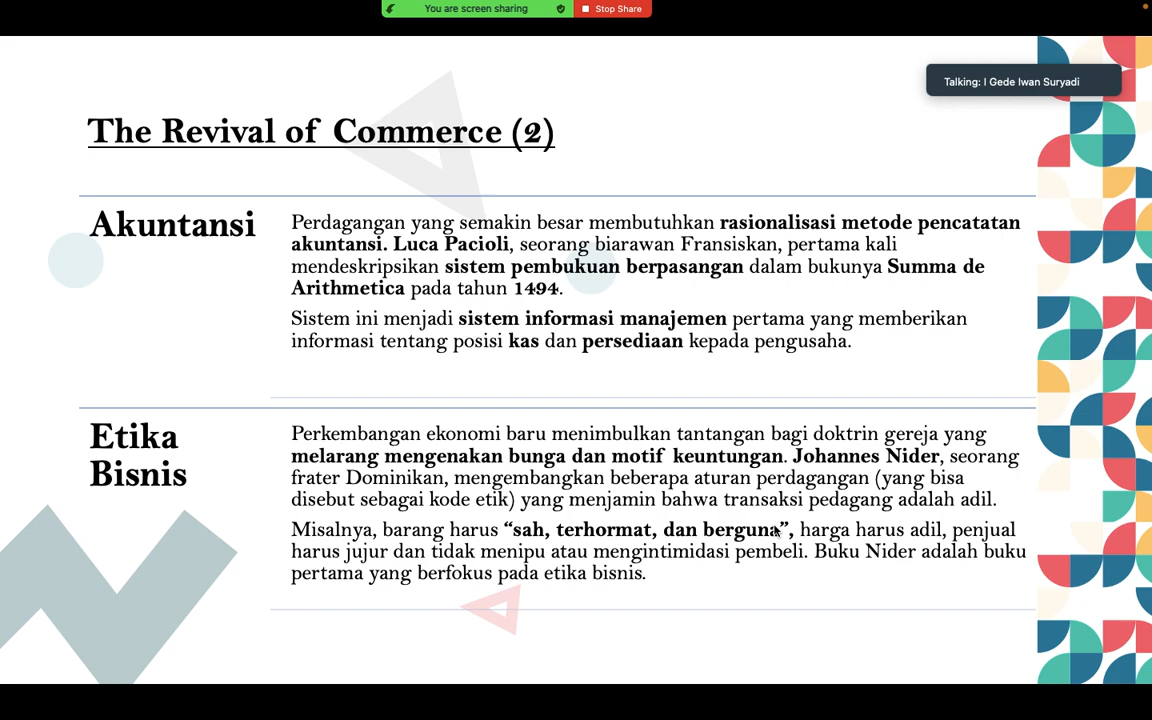 You are screen sharing
Stop Share
Talking: I Gede Iwan Suryadi
The Revival of Commerce (2)
Akuntansi
Perdagangan yang semakin besar membutuhkan rasionalisasi metode pencatatan
akuntansi. Luca Pacioli, seorang biarawan Fransiskan, pertama kali
mendeskripsikan sistem pembukuan berpasangan dalam bukunya Summa de
Arithmetica pada tahun 1494.
Sistem ini menjadi sistem informasi manajemen pertama yang memberikan
informasi tentang posisi kas dan persediaan kepada pengusaha.
Etika
Bisnis
Perkembangan ekonomi baru menimbulkan tantangan bagi doktrin gereja yang
melarang mengenakan bunga dan motif keuntungan. Johannes Nider, seorang
frater Dominikan, mengembangkan beberapa aturan perdagangan (yang bisa
disebut sebagai kode etik) yang menjamin bahwa transaksi pedagang adalah adil.
Misalnya, barang harus “sah, terhormat, dan berguna”, harga harus adil, penjual
harus jujur dan tidak menipu atau mengintimidasi pembeli. Buku Nider adalah buku
pertama yang berfokus pada etika bisnis.